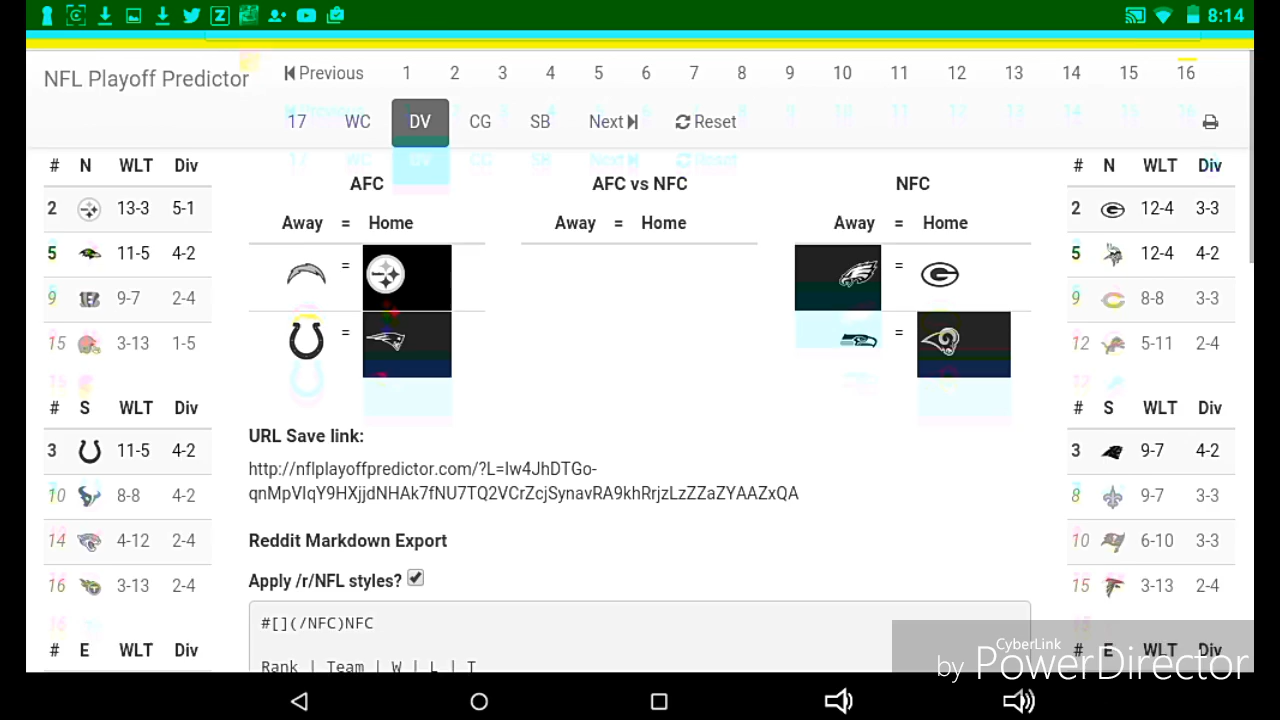 8:14
NFL Playoff Predictor
Previous 1 2 3 4 5 6 7 8 9 10 11 12 13 14 15 16
17 WC DV CG SB Next Reset
# N WLT Div
2 13-3 5-1
5 11-5 4-2
9 9-7 2-4
15 3-13 1-5
# S WLT Div
3 11-5 4-2
10 8-8 4-2
14 4-12 2-4
16 3-13 2-4
# E WLT Div
AFC
Away = Home
=
=
AFC vs NFC
Away = Home
NFC
Away = Home
=
=
URL Save link:
http://nflplayoffpredictor.com/?L=Iw4JhDTGo-
qnMpVIqY9HXjjdNHAk7fNU7TQ2VCrZcjSynavRA9khRrjzLzZZaZYAAZxQA
Reddit Markdown Export
Apply /r/NFL styles?
#[](/NFC)NFC
Rank | Team | W | L | T
# N WLT Div
2 12-4 3-3
5 12-4 4-2
9 8-8 3-3
12 5-11 2-4
# S WLT Div
3 9-7 4-2
8 9-7 3-3
10 6-10 3-3
15 3-13 2-4
# E WLT Div
CyberLink
by PowerDirector